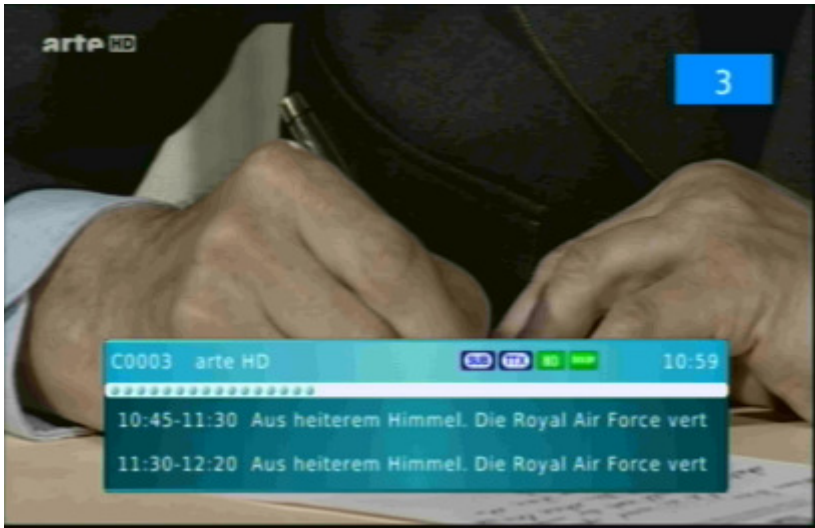 arte HD
3
C0003 arte HD SUB TTX HD 10:59
10:45-11:30 Aus heiterem Himmel. Die Royal Air Force vert
11:30-12:20 Aus heiterem Himmel. Die Royal Air Force vert